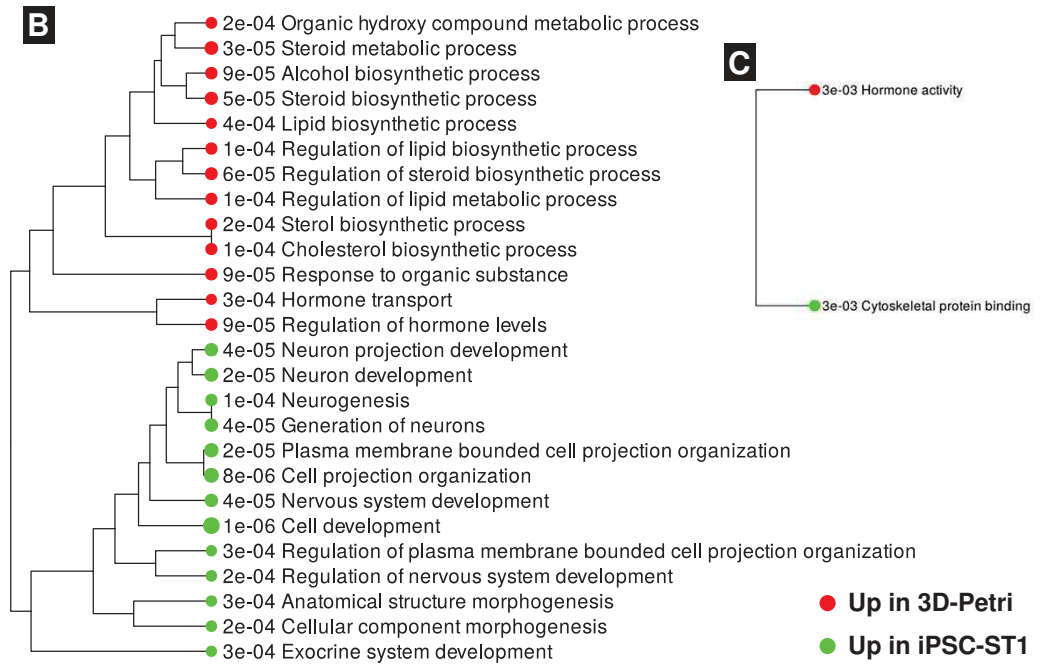 B
2e-04 Organic hydroxy compound metabolic process
3e-05 Steroid metabolic process
9e-05 Alcohol biosynthetic process
5e-05 Steroid biosynthetic process
4e-04 Lipid biosynthetic process
1e-04 Regulation of lipid biosynthetic process
6e-05 Regulation of steroid biosynthetic process
1e-04 Regulation of lipid metabolic process
2e-04 Sterol biosynthetic process
1e-04 Cholesterol biosynthetic process
9e-05 Response to organic substance
3e-04 Hormone transport
9e-05 Regulation of hormone levels
4e-05 Neuron projection development
2e-05 Neuron development
1e-04 Neurogenesis
4e-05 Generation of neurons
2e-05 Plasma membrane bounded cell projection organization
8e-06 Cell projection organization
4e-05 Nervous system development
1e-06 Cell development
3e-04 Regulation of plasma membrane bounded cell projection organization
2e-04 Regulation of nervous system development
3e-04 Anatomical structure morphogenesis
2e-04 Cellular component morphogenesis
3e-04 Exocrine system development
C
3e-03 Hormone activity
3e-03 Cytoskeletal protein binding
Up in 3D-Petri
Up in iPSC-ST1